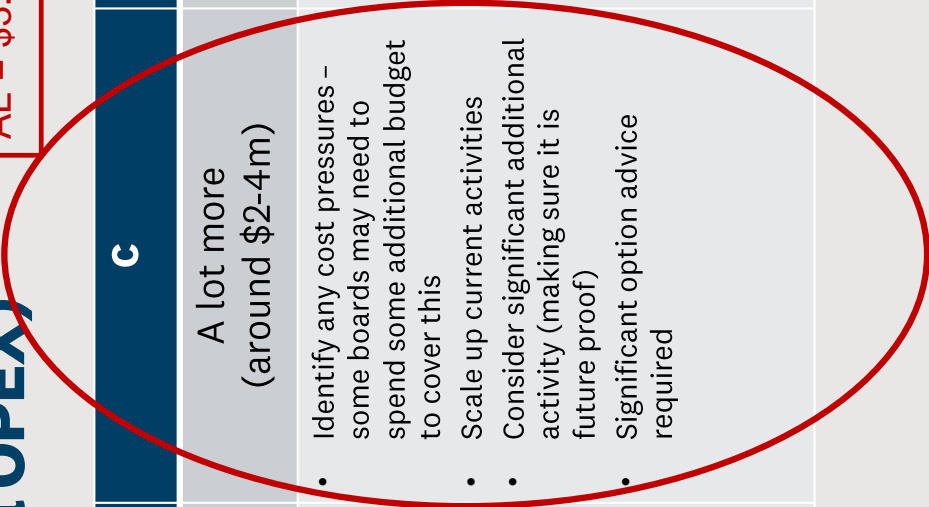 OPEX)
C
A lot more
(around $2-4m)
• Identify any cost pressures –
some boards may need to
spend some additional budget
to cover this
• Scale up current activities
• Consider significant additional
activity (making sure it is
future proof)
• Significant option advice
required